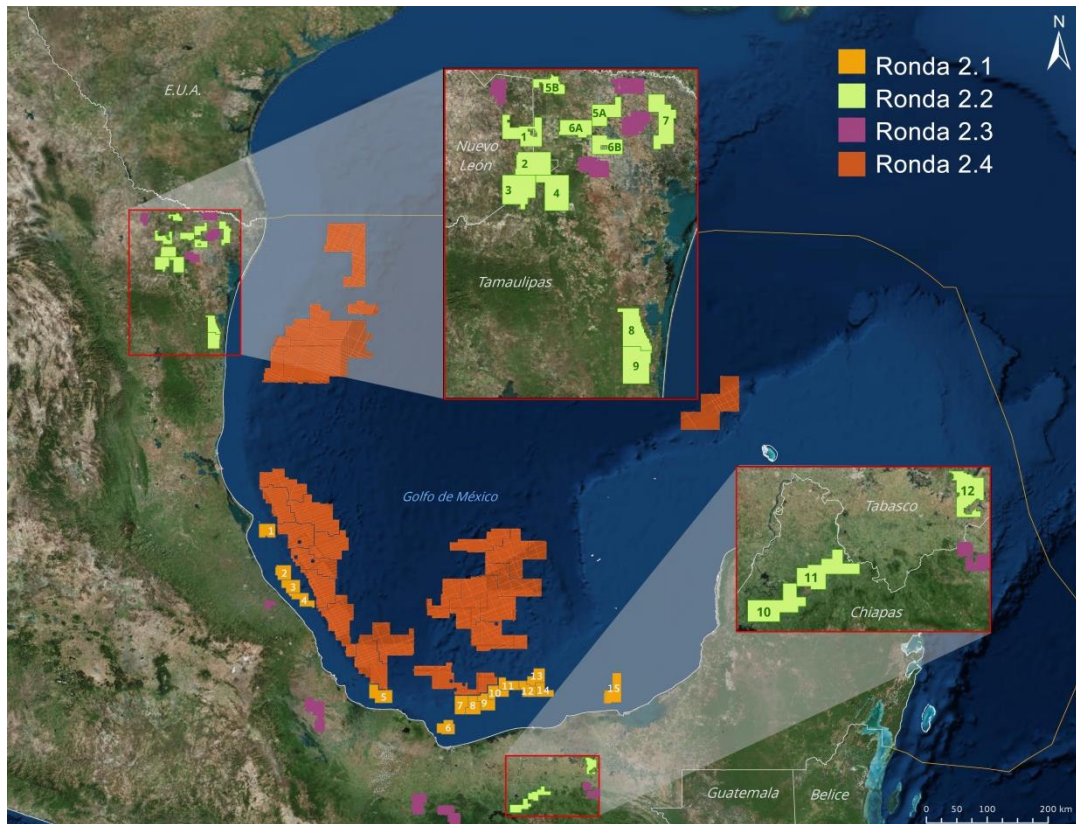 N
E.U.A.
Ronda 2.1
Ronda 2.2
Ronda 2.3
Ronda 2.4
5B
5A
7
6A
1
6B
Nuevo
León
2
3
4
Tamaulipas
8
9
Golfo de México
1
2
3
4
5
6
7
8
9
10
11
12
13
14
15
12
Tabasco
11
10
Chiapas
Guatemala
Belice
0 50 100 200 km